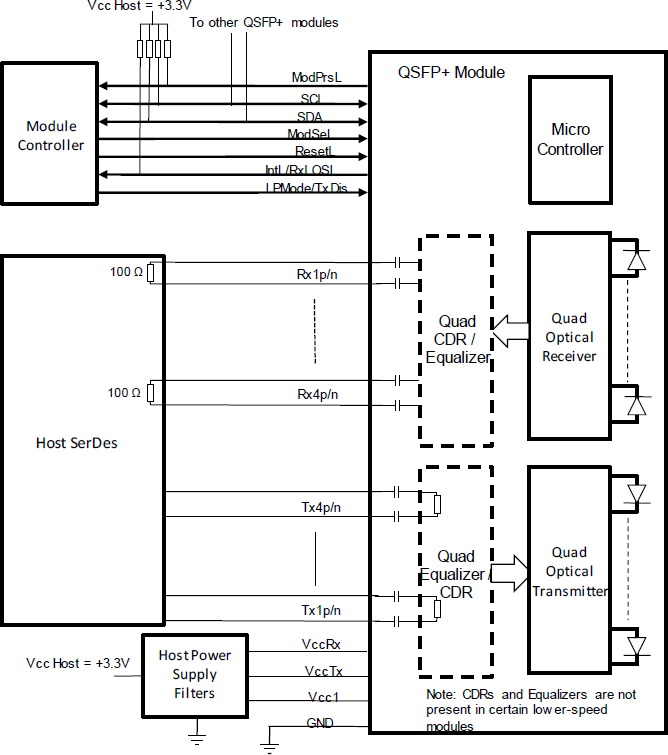 Vcc Host = +3.3V
To other QSFP+ modules
ModPrsL
SCL
SDA
ModSeL
ResetL
IntL/RxLOSL
LPMode/TxDis
Module
Controller
QSFP+ Module
Micro
Controller
100 Ω
Rx1p/n
100 Ω
Rx4p/n
Quad
CDR /
Equalizer
Quad
Optical
Receiver
Host SerDes
Tx4p/n
Tx1p/n
Quad
Equalizer /
CDR
Quad
Optical
Transmitter
Vcc Host = +3.3V
Host Power
Supply
Filters
VccRx
VccTx
Vcc1
GND
Note: CDRs and Equalizers are not
present in certain lower-speed
modules